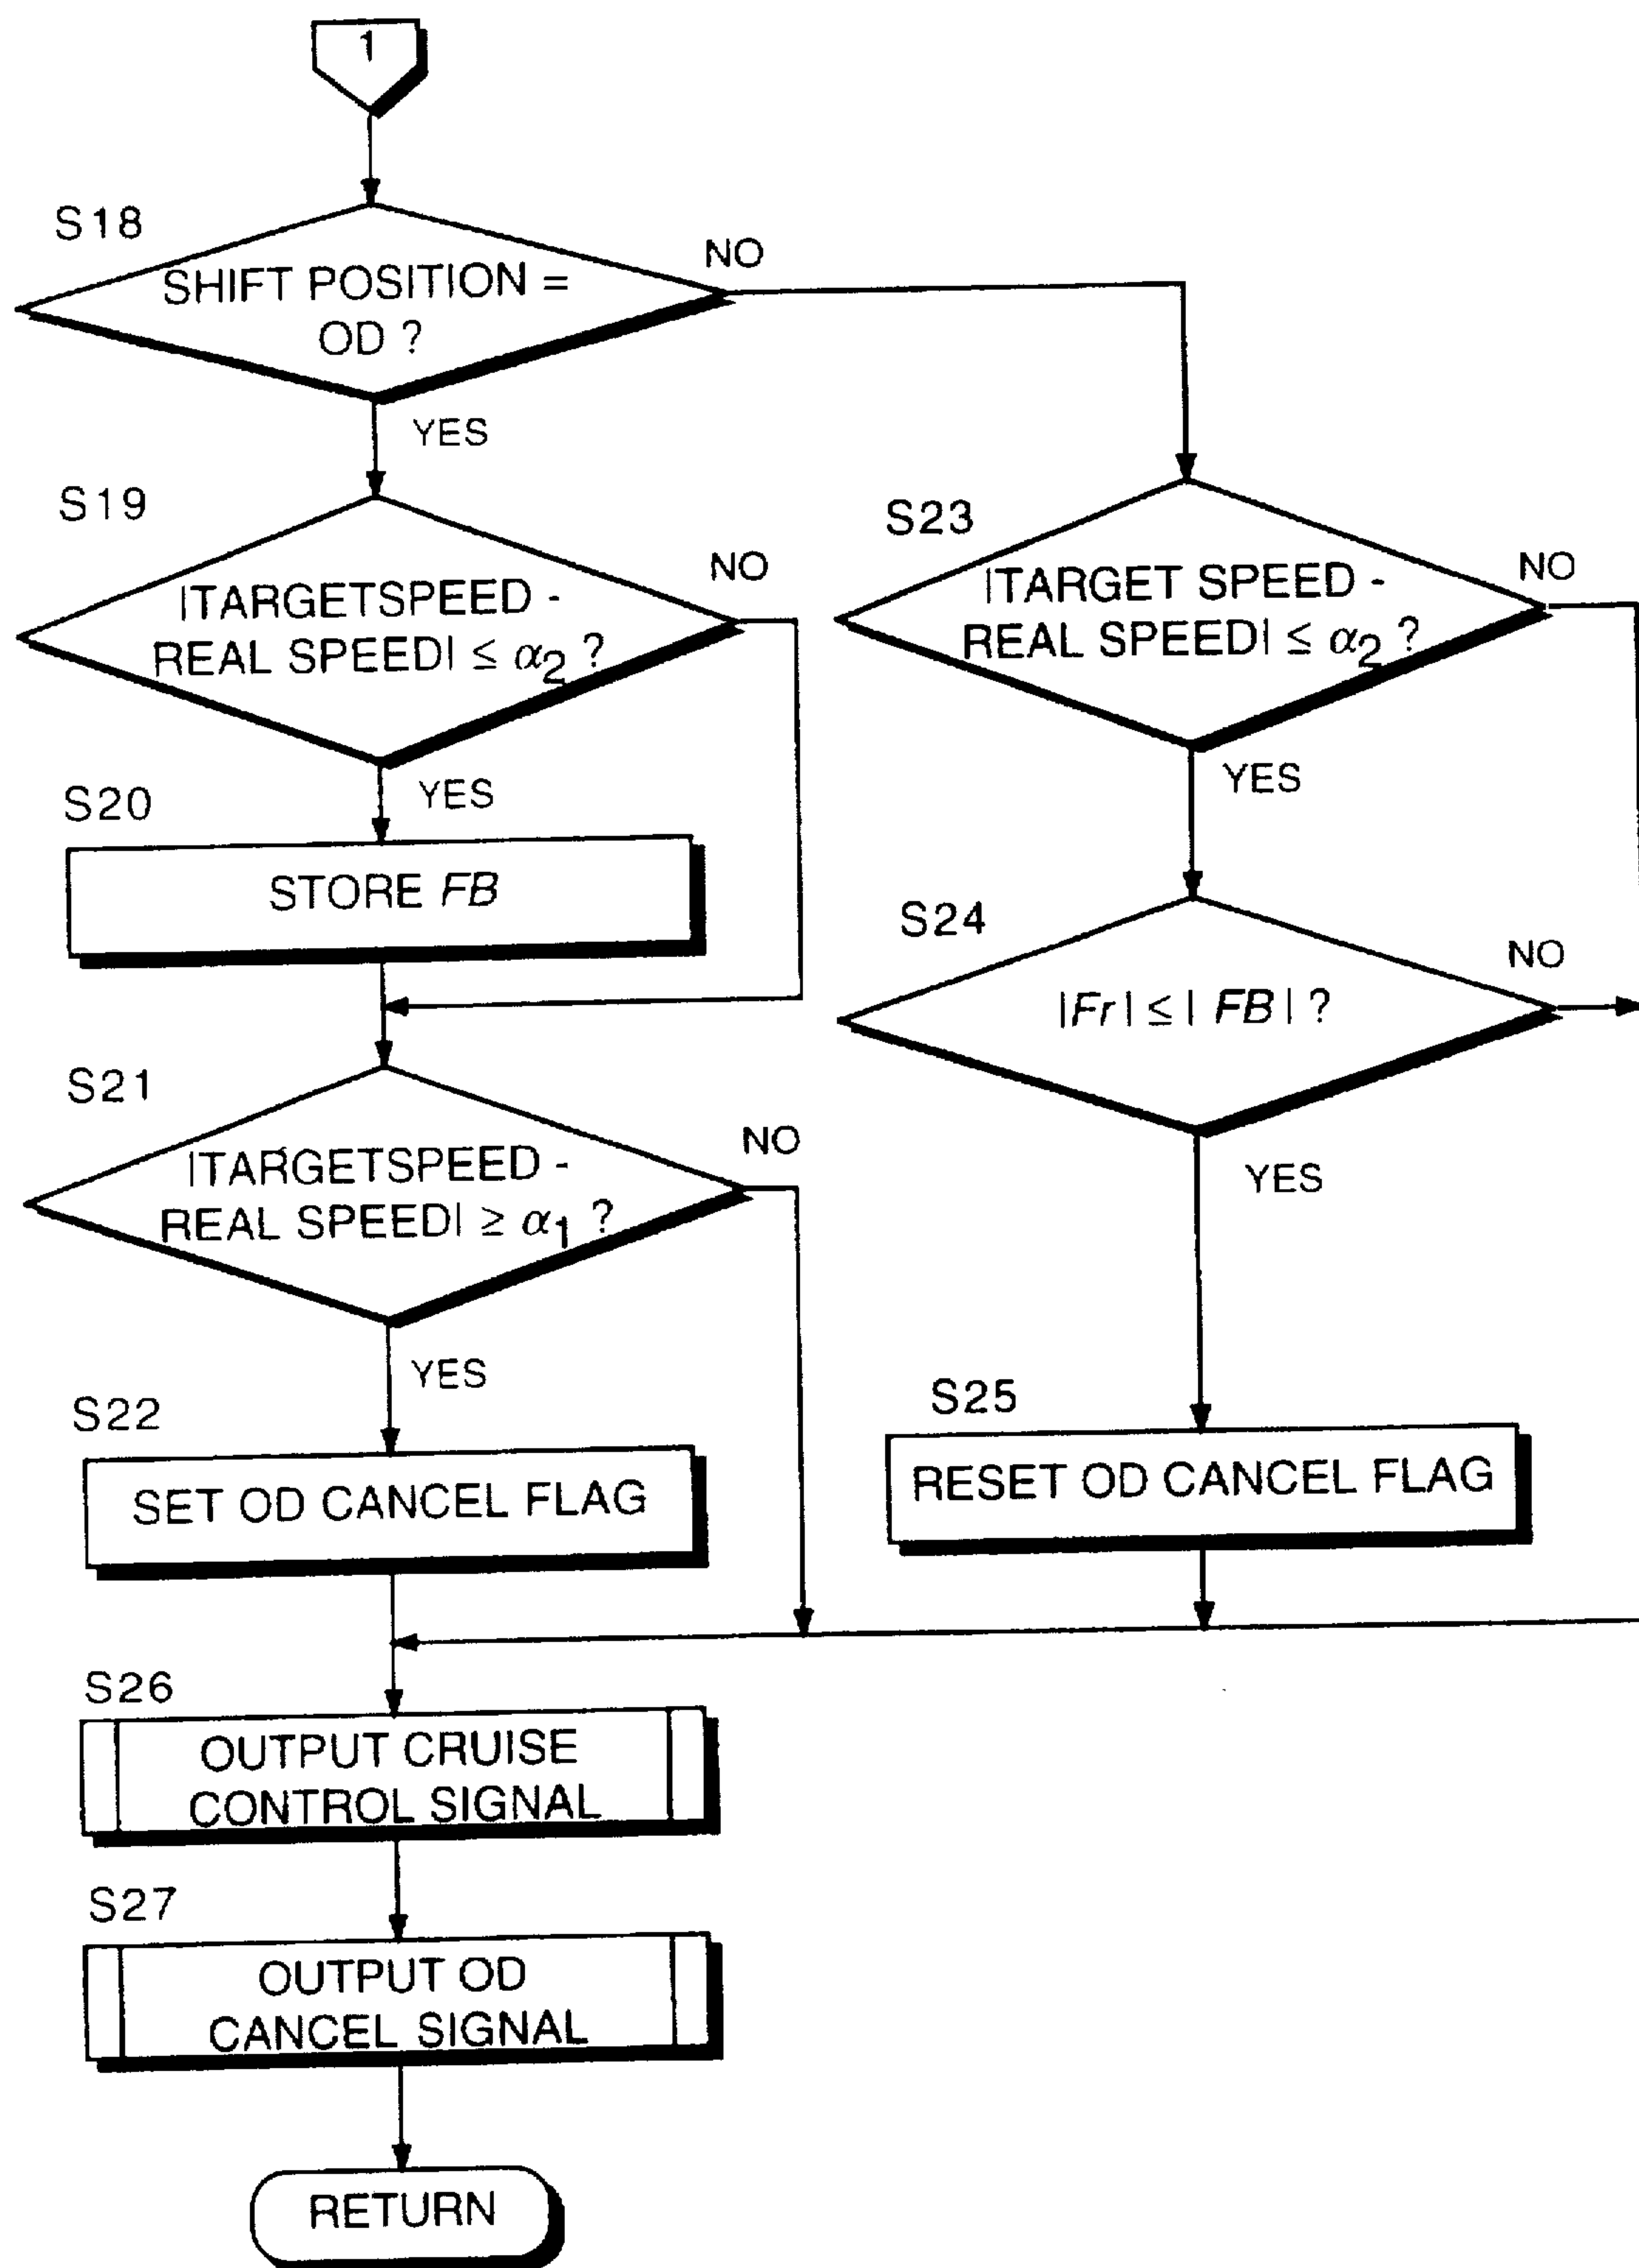 1
S18
SHIFT POSITION =
OD ?
NO
YES
S19
|TARGETSPEED -
REAL SPEED| ≤ α2 ?
NO
YES
S20
STORE FB
S21
|TARGETSPEED -
REAL SPEED| ≥ α1 ?
NO
YES
S22
SET OD CANCEL FLAG
S23
|TARGET SPEED -
REAL SPEED| ≤ α2 ?
NO
YES
S24
|Fr| ≤ | FB| ?
NO
YES
S25
RESET OD CANCEL FLAG
S26
OUTPUT CRUISE
CONTROL SIGNAL
S27
OUTPUT OD
CANCEL SIGNAL
RETURN